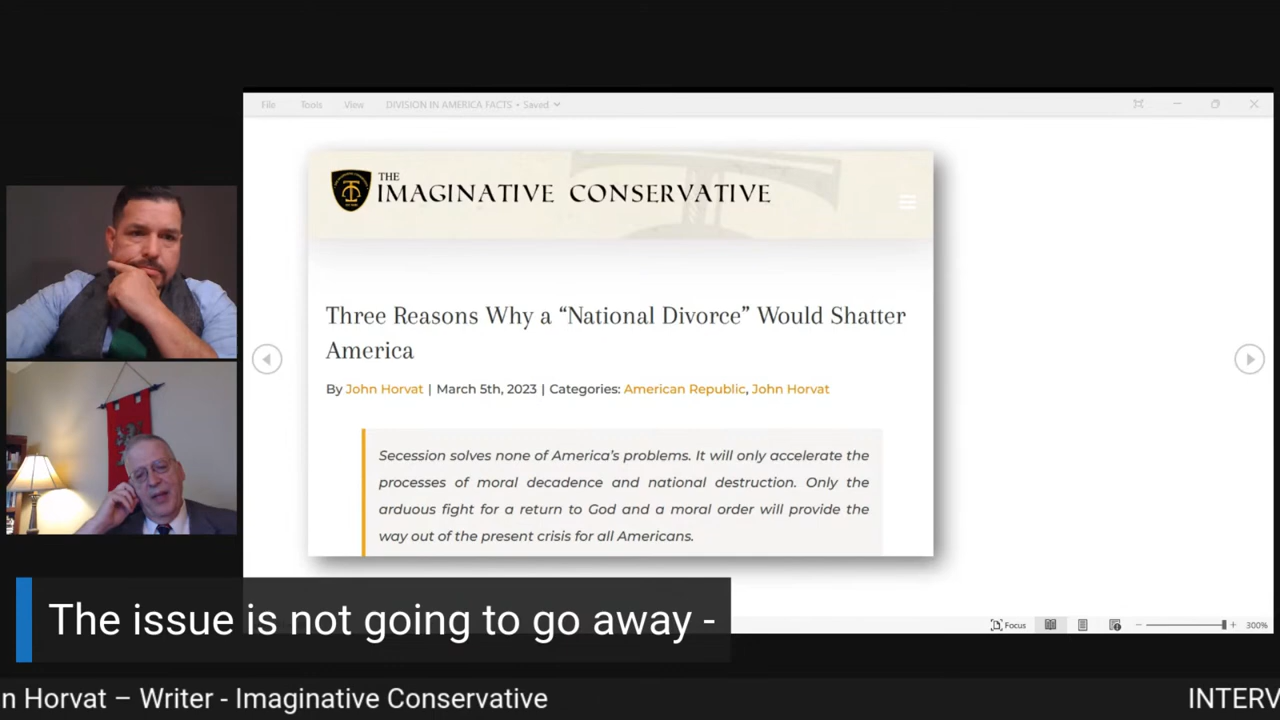 File Tools View DIVISION IN AMERICA FACTS • Saved
THE
IMAGINATIVE CONSERVATIVE
Three Reasons Why a “National Divorce” Would Shatter
America
By John Horvat | March 5th, 2023 | Categories: American Republic, John Horvat
Secession solves none of America’s problems. It will only accelerate the
processes of moral decadence and national destruction. Only the
arduous fight for a return to God and a moral order will provide the
way out of the present crisis for all Americans.
The issue is not going to go away -
Focus 300%
n Horvat – Writer - Imaginative Conservative INTERV